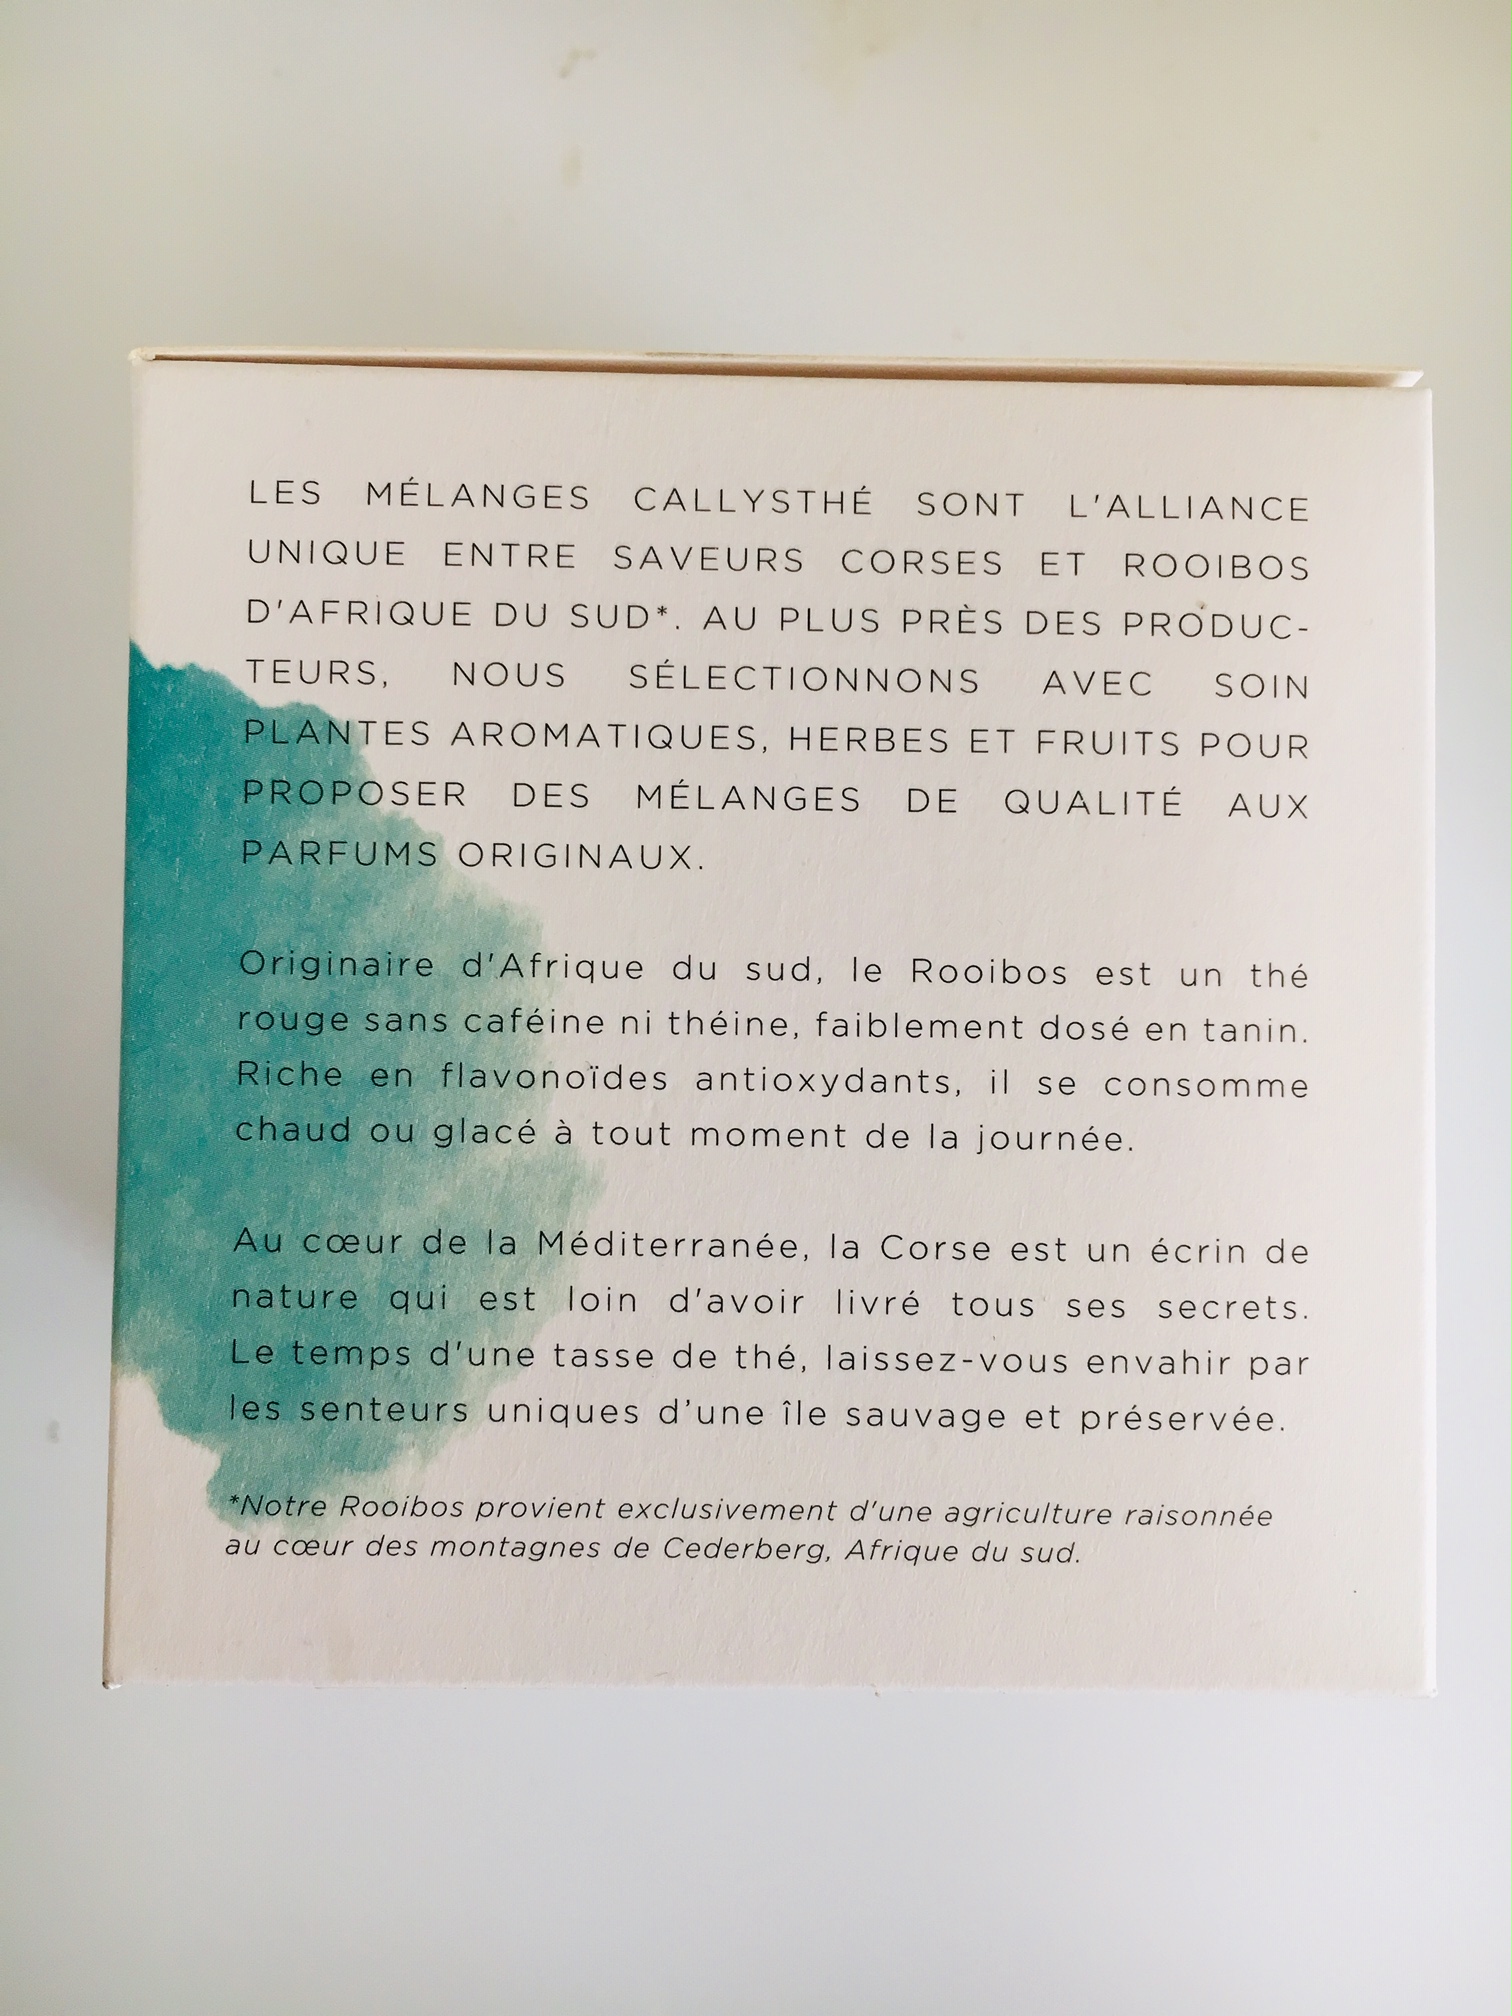 LES MÉLANGES CALLYSTHÉ SONT L'ALLIANCE
UNIQUE ENTRE SAVEURS CORSES ET ROOIBOS
D'AFRIQUE DU SUD*. AU PLUS PRÈS DES PRODUC-
TEURS, NOUS SÉLECTIONNONS AVEC SOIN
PLANTES AROMATIQUES, HERBES ET FRUITS POUR
PROPOSER DES MÉLANGES DE QUALITÉ AUX
PARFUMS ORIGINAUX.
Originaire d'Afrique du sud, le Rooibos est un thé
rouge sans caféine ni théine, faiblement dosé en tanin.
Riche en flavonoïdes antioxydants, il se consomme
chaud ou glacé à tout moment de la journée.
Au cœur de la Méditerranée, la Corse est un écrin de
nature qui est loin d'avoir livré tous ses secrets.
Le temps d'une tasse de thé, laissez-vous envahir par
les senteurs uniques d'une île sauvage et préservée.
*Notre Rooibos provient exclusivement d'une agriculture raisonnée
au cœur des montagnes de Cederberg, Afrique du sud.